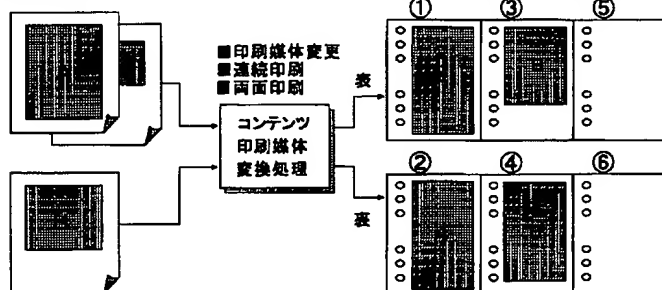 ① ③ ⑤
■印刷媒体変更
■連続印刷
■両面印刷
表
コンテンツ
印刷媒体
変換処理
② ④ ⑥
裏